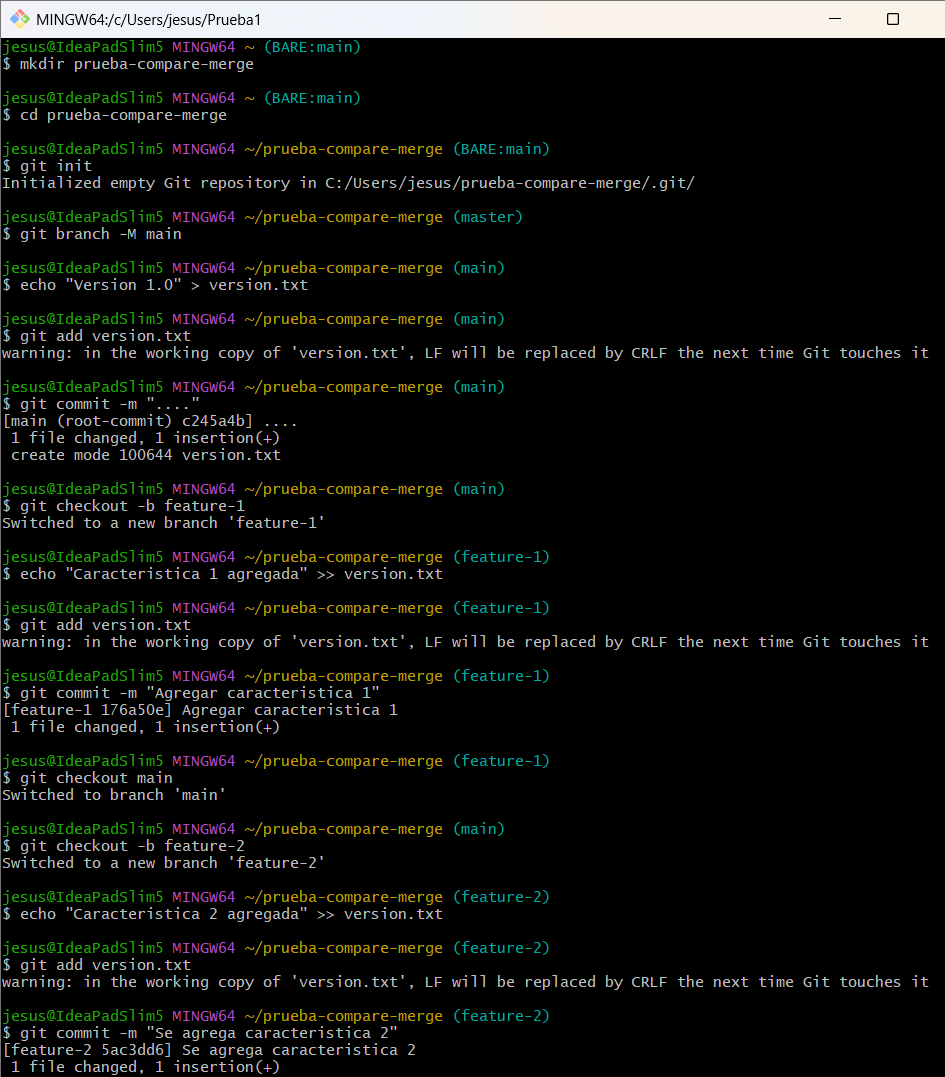 MINGW64:/c/Users/jesus/Prueba1
jesus@IdeaPadSlim5 MINGW64 ~ (BARE:main)
$ mkdir prueba-compare-merge
jesus@IdeaPadSlim5 MINGW64 ~ (BARE:main)
$ cd prueba-compare-merge
jesus@IdeaPadSlim5 MINGW64 ~/prueba-compare-merge (BARE:main)
$ git init
Initialized empty Git repository in C:/Users/jesus/prueba-compare-merge/.git/
jesus@IdeaPadSlim5 MINGW64 ~/prueba-compare-merge (master)
$ git branch -M main
jesus@IdeaPadSlim5 MINGW64 ~/prueba-compare-merge (main)
$ echo "Version 1.0" > version.txt
jesus@IdeaPadSlim5 MINGW64 ~/prueba-compare-merge (main)
$ git add version.txt
warning: in the working copy of 'version.txt', LF will be replaced by CRLF the next time Git touches it
jesus@IdeaPadSlim5 MINGW64 ~/prueba-compare-merge (main)
$ git commit -m "...."
[main (root-commit) c245a4b] ....
 1 file changed, 1 insertion(+)
 create mode 100644 version.txt
jesus@IdeaPadSlim5 MINGW64 ~/prueba-compare-merge (main)
$ git checkout -b feature-1
Switched to a new branch 'feature-1'
jesus@IdeaPadSlim5 MINGW64 ~/prueba-compare-merge (feature-1)
$ echo "Caracteristica 1 agregada" >> version.txt
jesus@IdeaPadSlim5 MINGW64 ~/prueba-compare-merge (feature-1)
$ git add version.txt
warning: in the working copy of 'version.txt', LF will be replaced by CRLF the next time Git touches it
jesus@IdeaPadSlim5 MINGW64 ~/prueba-compare-merge (feature-1)
$ git commit -m "Agregar caracteristica 1"
[feature-1 176a50e] Agregar caracteristica 1
 1 file changed, 1 insertion(+)
jesus@IdeaPadSlim5 MINGW64 ~/prueba-compare-merge (feature-1)
$ git checkout main
Switched to branch 'main'
jesus@IdeaPadSlim5 MINGW64 ~/prueba-compare-merge (main)
$ git checkout -b feature-2
Switched to a new branch 'feature-2'
jesus@IdeaPadSlim5 MINGW64 ~/prueba-compare-merge (feature-2)
$ echo "Caracteristica 2 agregada" >> version.txt
jesus@IdeaPadSlim5 MINGW64 ~/prueba-compare-merge (feature-2)
$ git add version.txt
warning: in the working copy of 'version.txt', LF will be replaced by CRLF the next time Git touches it
jesus@IdeaPadSlim5 MINGW64 ~/prueba-compare-merge (feature-2)
$ git commit -m "Se agrega caracteristica 2"
[feature-2 5ac3dd6] Se agrega caracteristica 2
 1 file changed, 1 insertion(+)